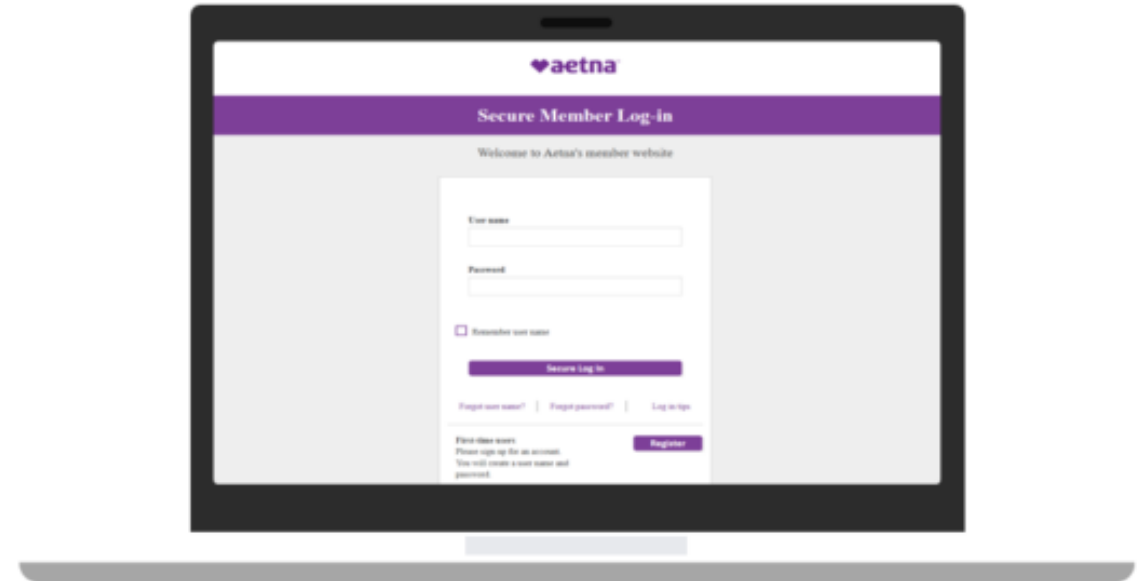 aetna
Secure Member Log-in
Welcome to Aetna's member website
User name
Password
Remember user name
Secure Log In
Forgot user name? | Forgot password? | Log in tips
First-time users
Register
Please sign up for an account.
You will create a user name and
password.